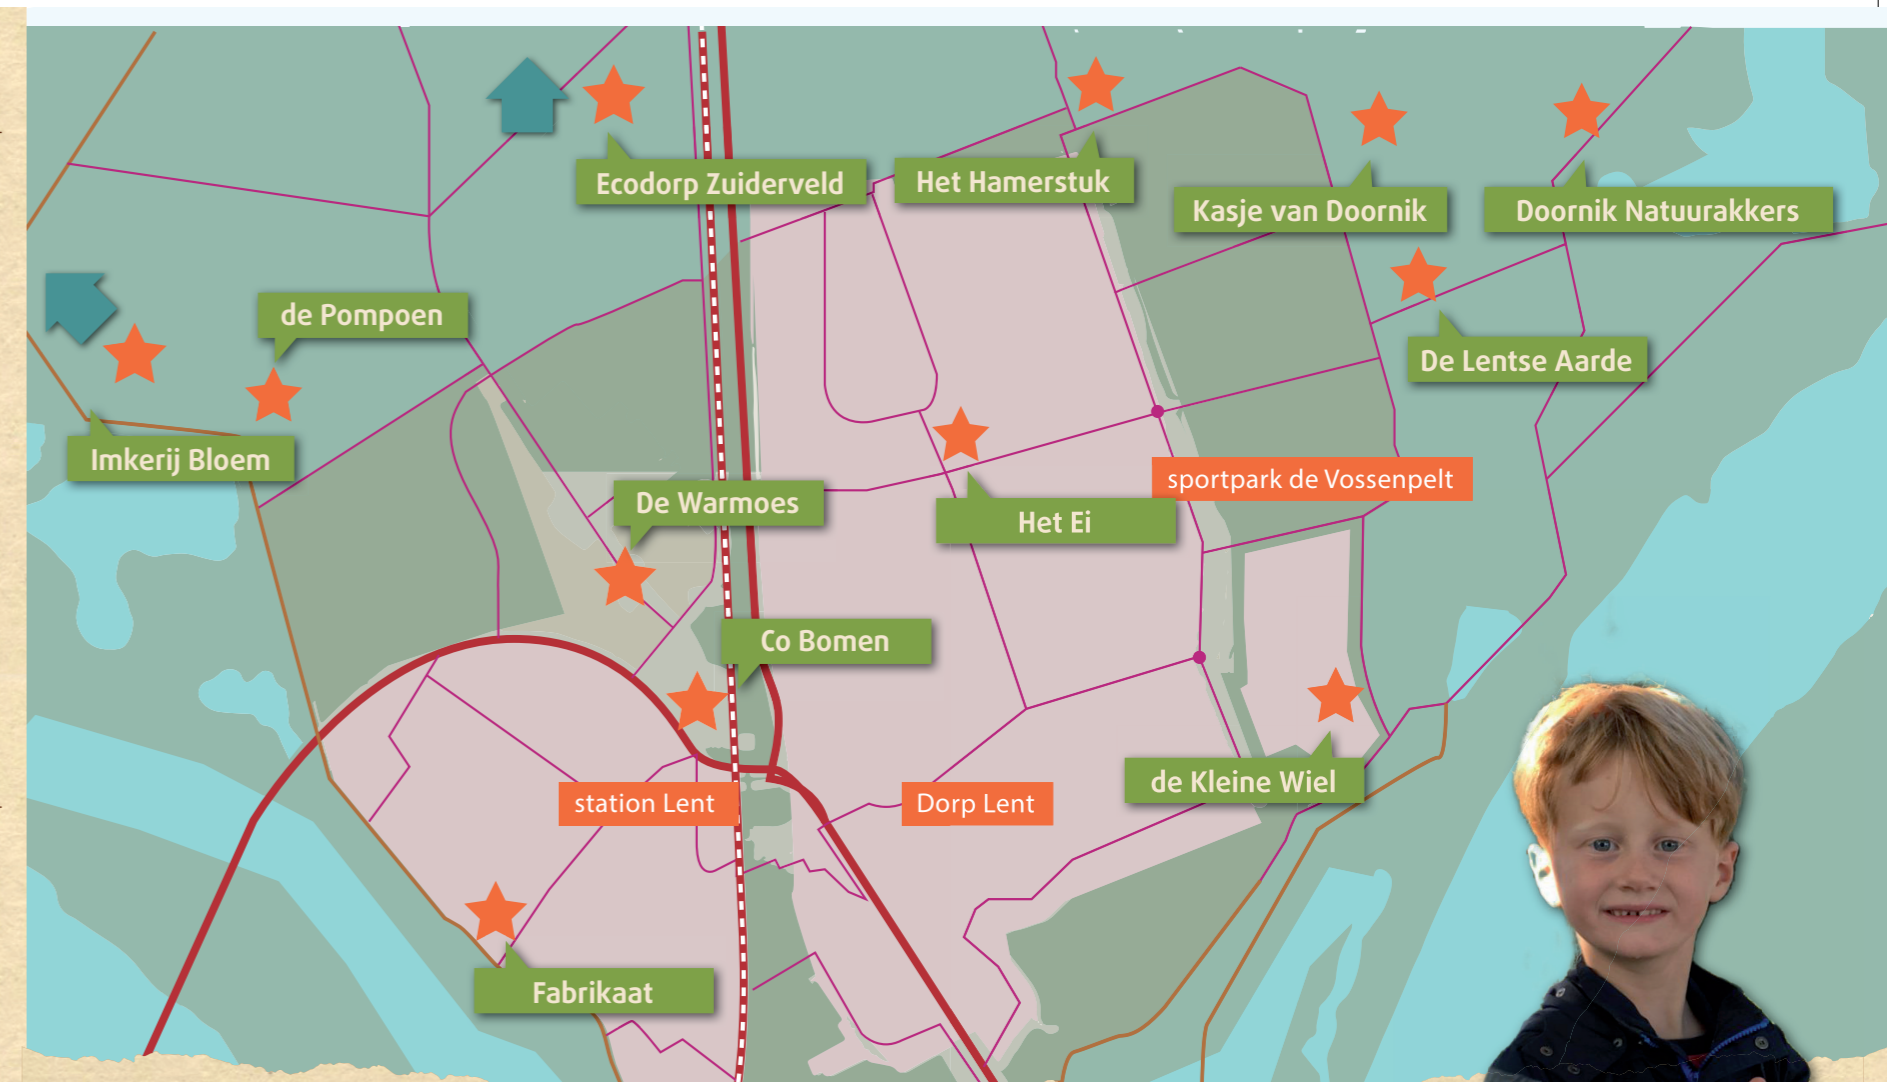 Ecodorp Zuiderveld
Het Hamerstuk
Kasje van Doornik
Doornik Natuurakkers
de Pompoen
De Lentse Aarde
Imkerij Bloem
De Warmoes
sportpark de Vossenpelt
Het Ei
Co Bomen
de Kleine Wiel
station Lent
Dorp Lent
Fabrikaat